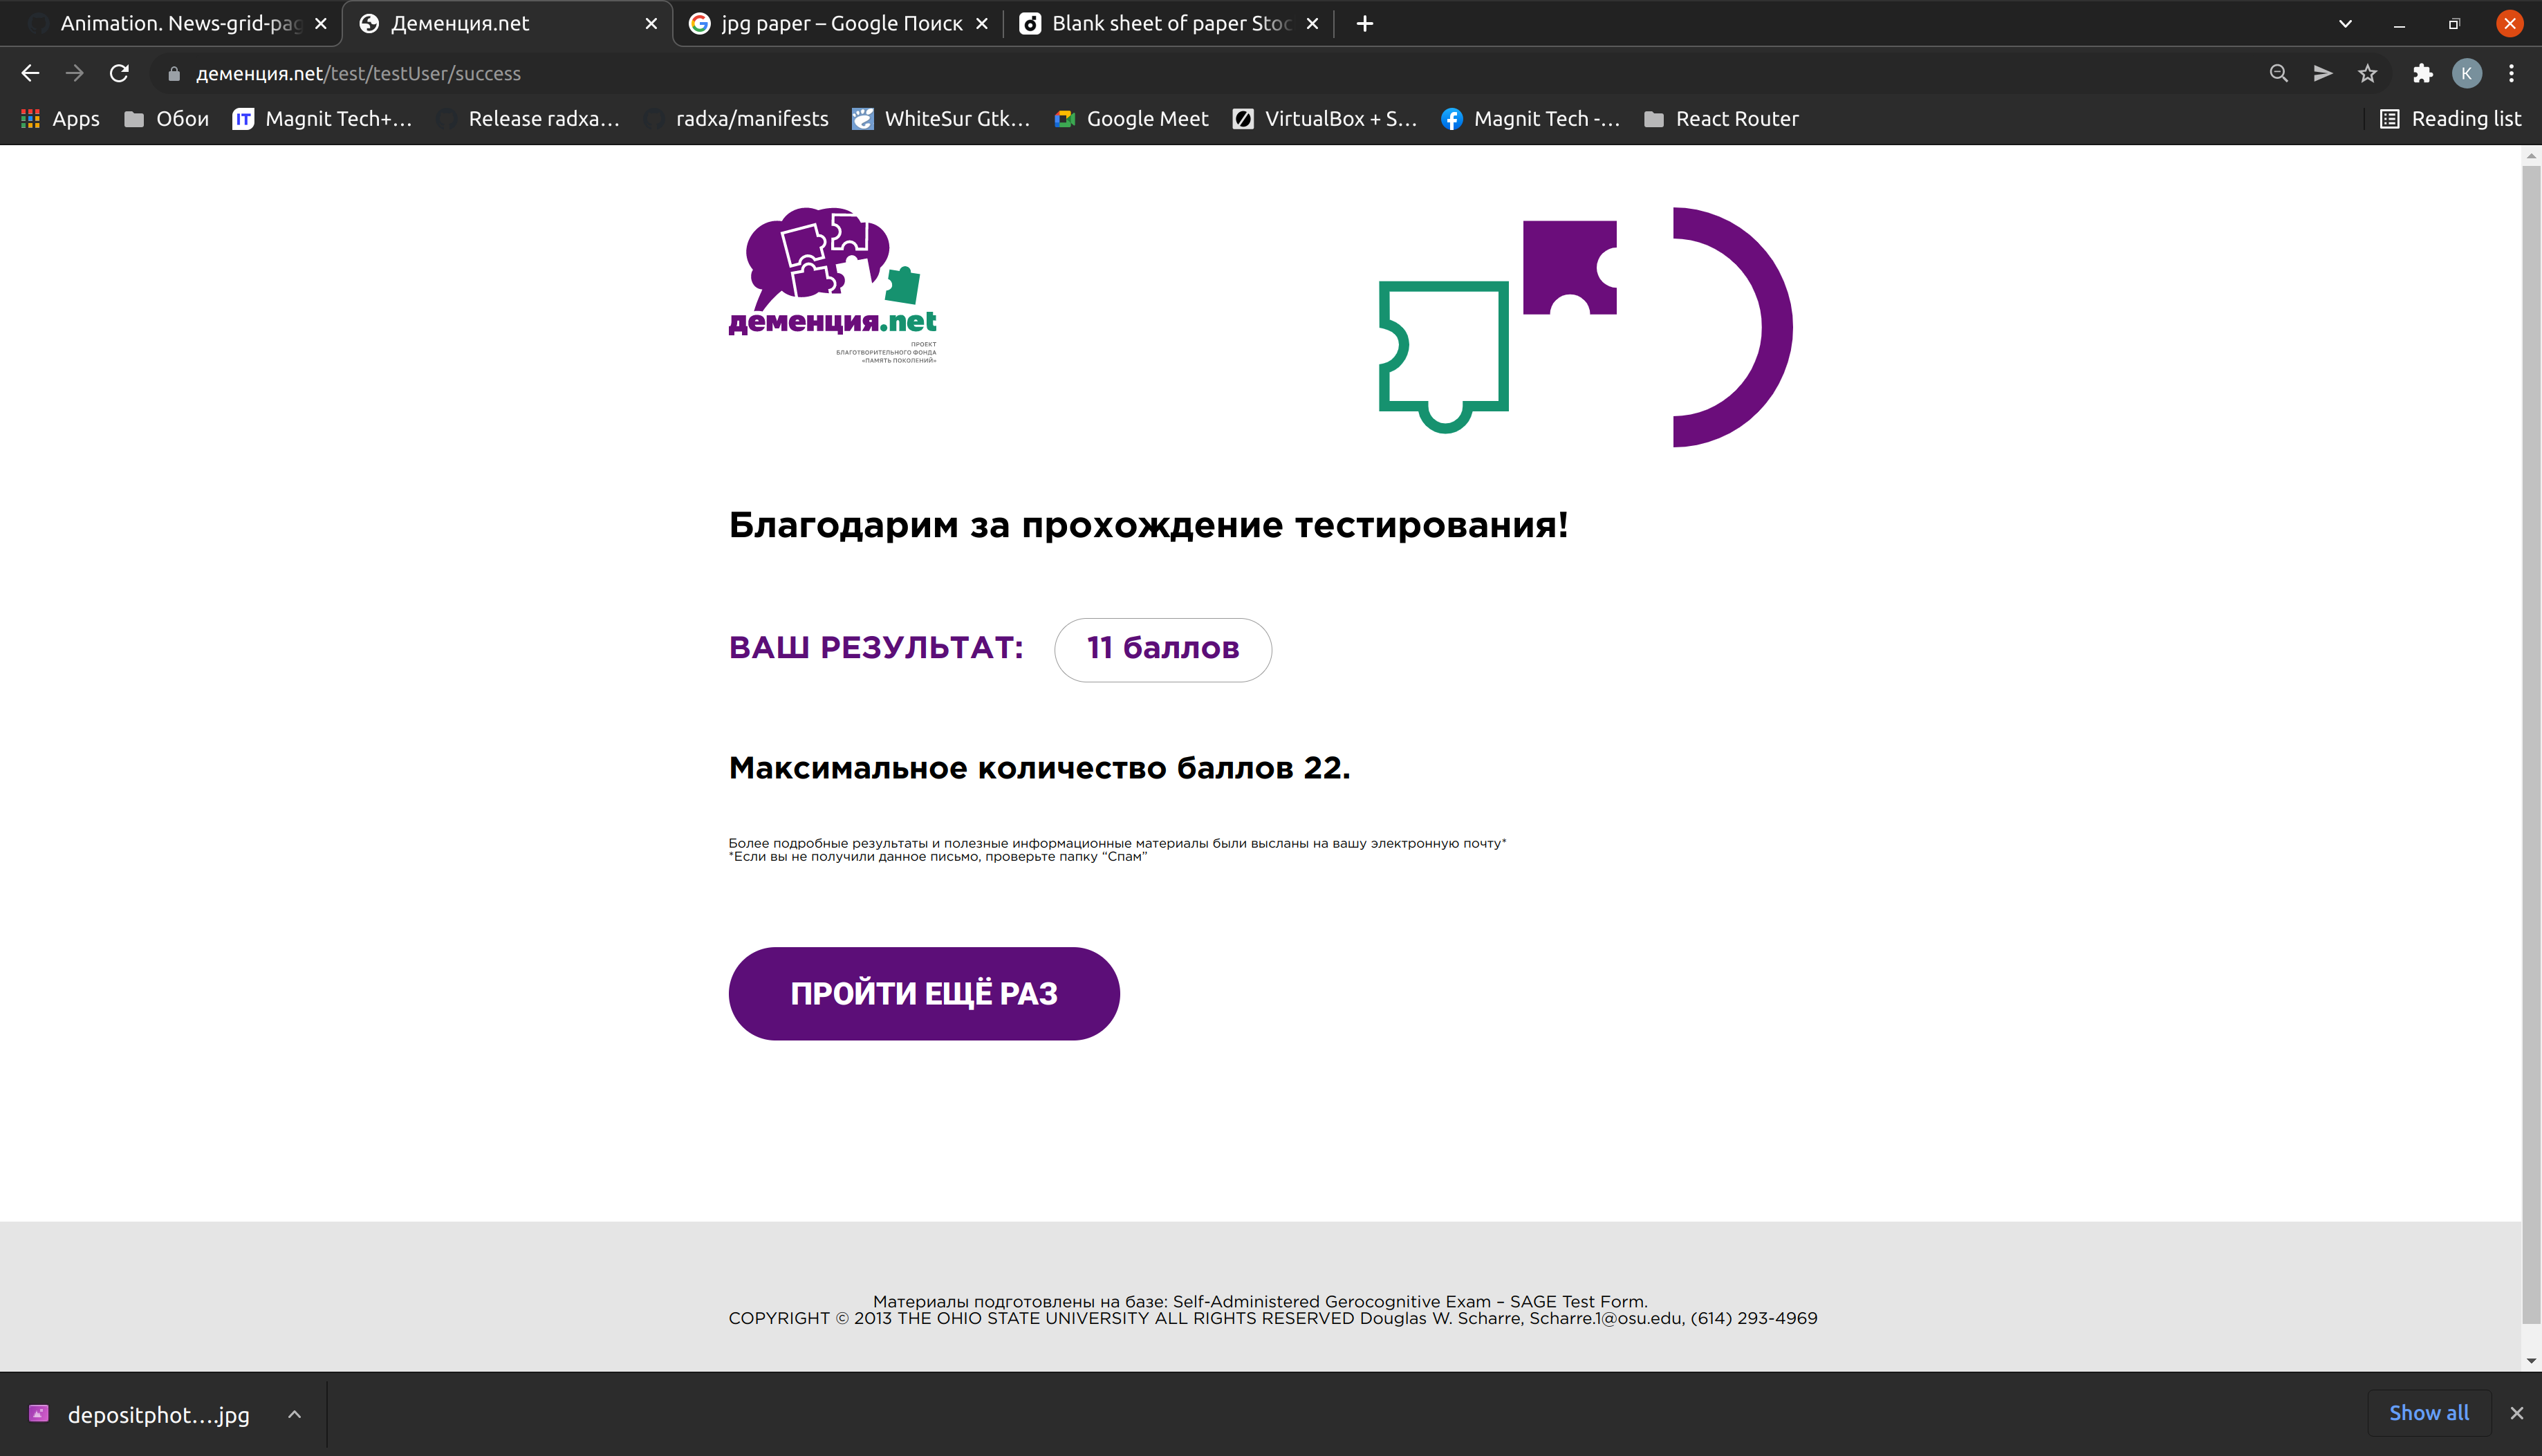 Animation. News-grid-pag
Деменция.net
jpg paper – Google Поиск
Blank sheet of paper Stoc
деменция.net/test/testUser/success
K
Apps
Обои
IT
Magnit Tech+...
Release radxa...
radxa/manifests
WhiteSur Gtk...
Google Meet
VirtualBox + S...
Magnit Tech -...
React Router
Reading list
деменция.net
ПРОЕКТ
БЛАГОТВОРИТЕЛЬНОГО ФОНДА
«ПАМЯТЬ ПОКОЛЕНИЙ»
Благодарим за прохождение тестирования!
ВАШ РЕЗУЛЬТАТ: 11 баллов
Максимальное количество баллов 22.
Более подробные результаты и полезные информационные материалы были высланы на вашу электронную почту*
*Если вы не получили данное письмо, проверьте папку “Спам”
ПРОЙТИ ЕЩЁ РАЗ
Материалы подготовлены на базе: Self-Administered Gerocognitive Exam – SAGE Test Form.
COPYRIGHT © 2013 THE OHIO STATE UNIVERSITY ALL RIGHTS RESERVED Douglas W. Scharre, Scharre.1@osu.edu, (614) 293-4969
depositphot....jpg
Show all